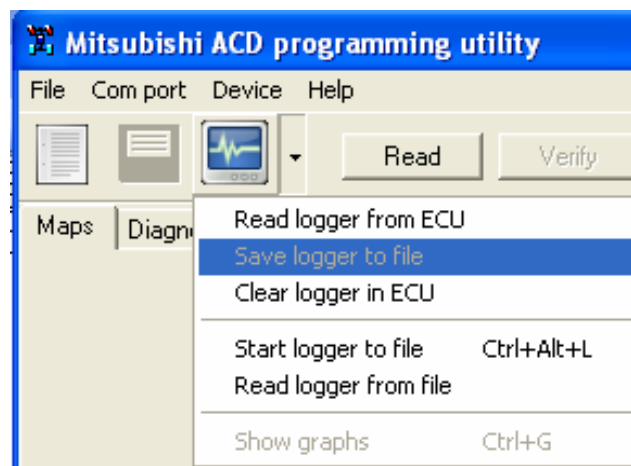 Mitsubishi ACD programming utility
File Com port Device Help
Read Verify
Maps Diagn
Read logger from ECU
Save logger to file
Clear logger in ECU
Start logger to file Ctrl+Alt+L
Read logger from file
Show graphs Ctrl+G